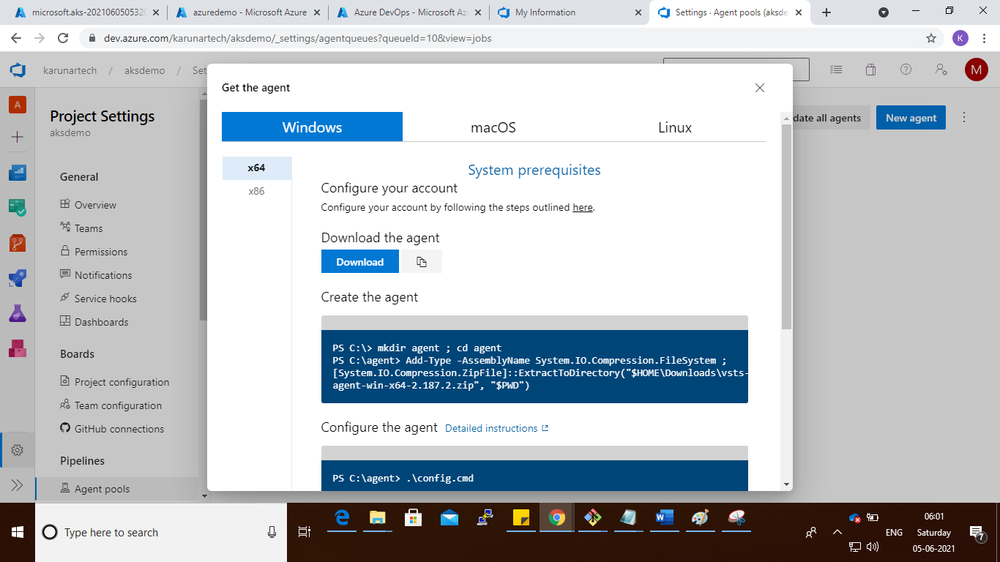 microsoft.aks-2021060505320
azuredemo - Microsoft Azure
Azure DevOps - Microsoft Az
My Information
Settings · Agent pools (aksde
dev.azure.com/karunartech/aksdemo/_settings/agentqueues?queueId=10&view=jobs
K
karunartech / aksdemo / Set
M
A
Project Settings
aksdemo
General
Overview
Teams
Permissions
Notifications
Service hooks
Dashboards
Boards
Project configuration
Team configuration
GitHub connections
Pipelines
Agent pools
date all agents
New agent
Get the agent
Windows
macOS
Linux
x64
x86
System prerequisites
Configure your account
Configure your account by following the steps outlined here.
Download the agent
Download
Create the agent
PS C:\> mkdir agent ; cd agent
PS C:\agent> Add-Type -AssemblyName System.IO.Compression.FileSystem ;
[System.IO.Compression.ZipFile]::ExtractToDirectory("$HOME\Downloads\vsts-
agent-win-x64-2.187.2.zip", "$PWD")
Configure the agent Detailed instructions
PS C:\agent> .\config.cmd
Type here to search
ENG
06:01
Saturday
05-06-2021
7